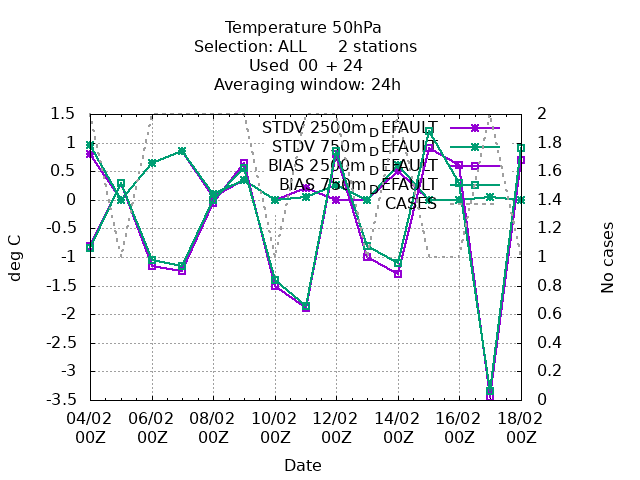 Temperature 50hPa
Selection: ALL 2 stations
Used 00 + 24
Averaging window: 24h
STDV 2500m_DEFAULT
STDV 750m_DEFAULT
BIAS 2500m_DEFAULT
BIAS 750m_DEFAULT
CASES
1.5
1
0.5
0
-0.5
-1
-1.5
-2
-2.5
-3
-3.5
deg C
2
1.8
1.6
1.4
1.2
1
0.8
0.6
0.4
0.2
0
No cases
04/02 06/02 08/02 10/02 12/02 14/02 16/02 18/02
00Z 00Z 00Z 00Z 00Z 00Z 00Z 00Z
Date